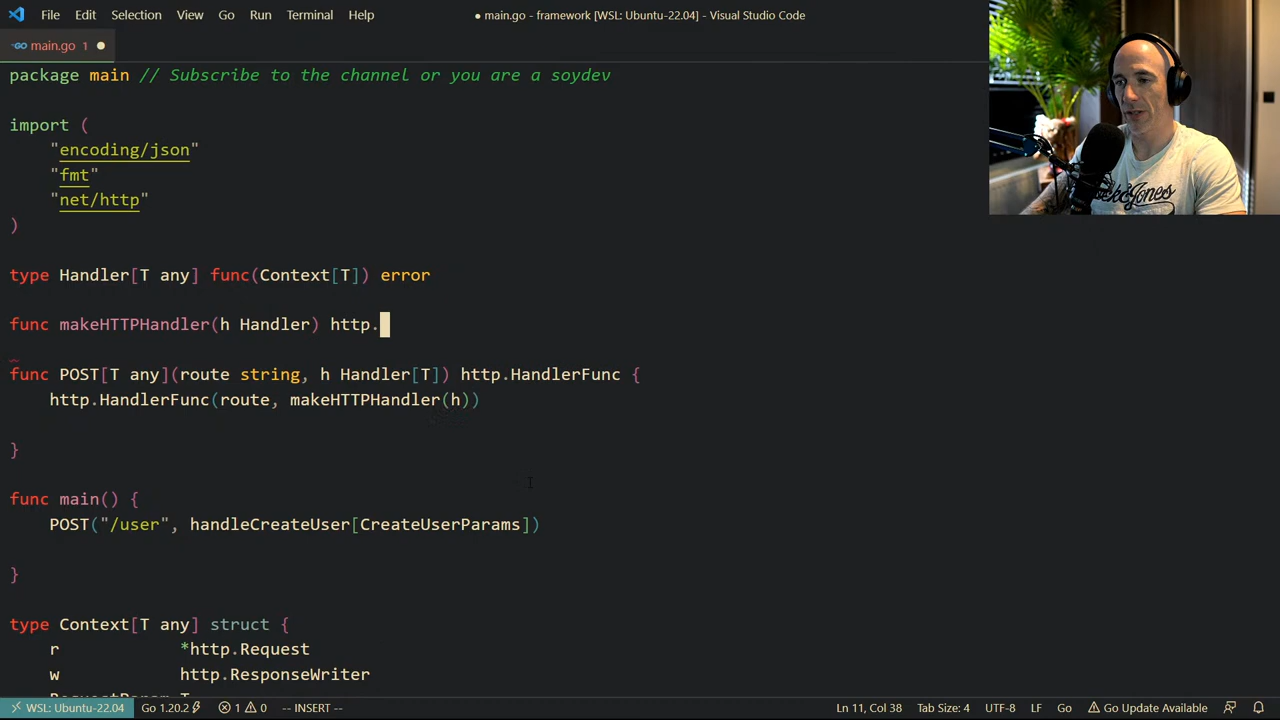 File Edit Selection View Go Run Terminal Help
● main.go - framework [WSL: Ubuntu-22.04] - Visual Studio Code
main.go 1 ●
package main // Subscribe to the channel or you are a soydev
import (
"encoding/json"
"fmt"
"net/http"
)
type Handler[T any] func(Context[T]) error
func makeHTTPHandler(h Handler) http.
func POST[T any](route string, h Handler[T]) http.HandlerFunc {
http.HandlerFunc(route, makeHTTPHandler(h))
}
func main() {
POST("/user", handleCreateUser[CreateUserParams])
}
type Context[T any] struct {
r *http.Request
w http.ResponseWriter
WSL: Ubuntu-22.04 Go 1.20.2 1 0 -- INSERT -- Ln 11, Col 38 Tab Size: 4 UTF-8 LF Go Go Update Available